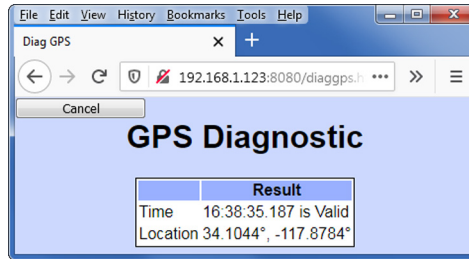 File Edit View History Bookmarks Tools Help
Diag GPS
192.168.1.123:8080/diaggps.h
Cancel
GPS Diagnostic
Result
Time 16:38:35.187 is Valid
Location 34.1044°, -117.8784°